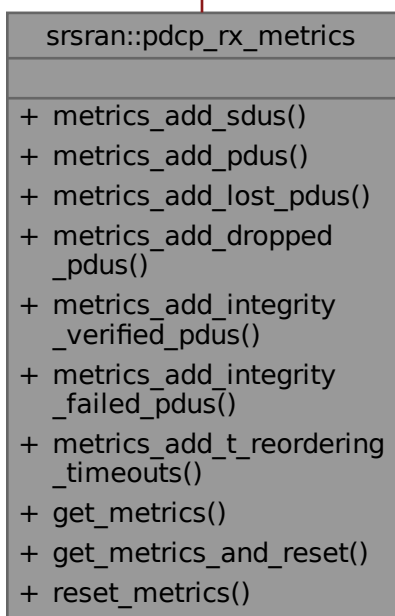 srsran::pdcp_rx_metrics
+ metrics_add_sdus()
+ metrics_add_pdus()
+ metrics_add_lost_pdus()
+ metrics_add_dropped
_pdus()
+ metrics_add_integrity
_verified_pdus()
+ metrics_add_integrity
_failed_pdus()
+ metrics_add_t_reordering
_timeouts()
+ get_metrics()
+ get_metrics_and_reset()
+ reset_metrics()